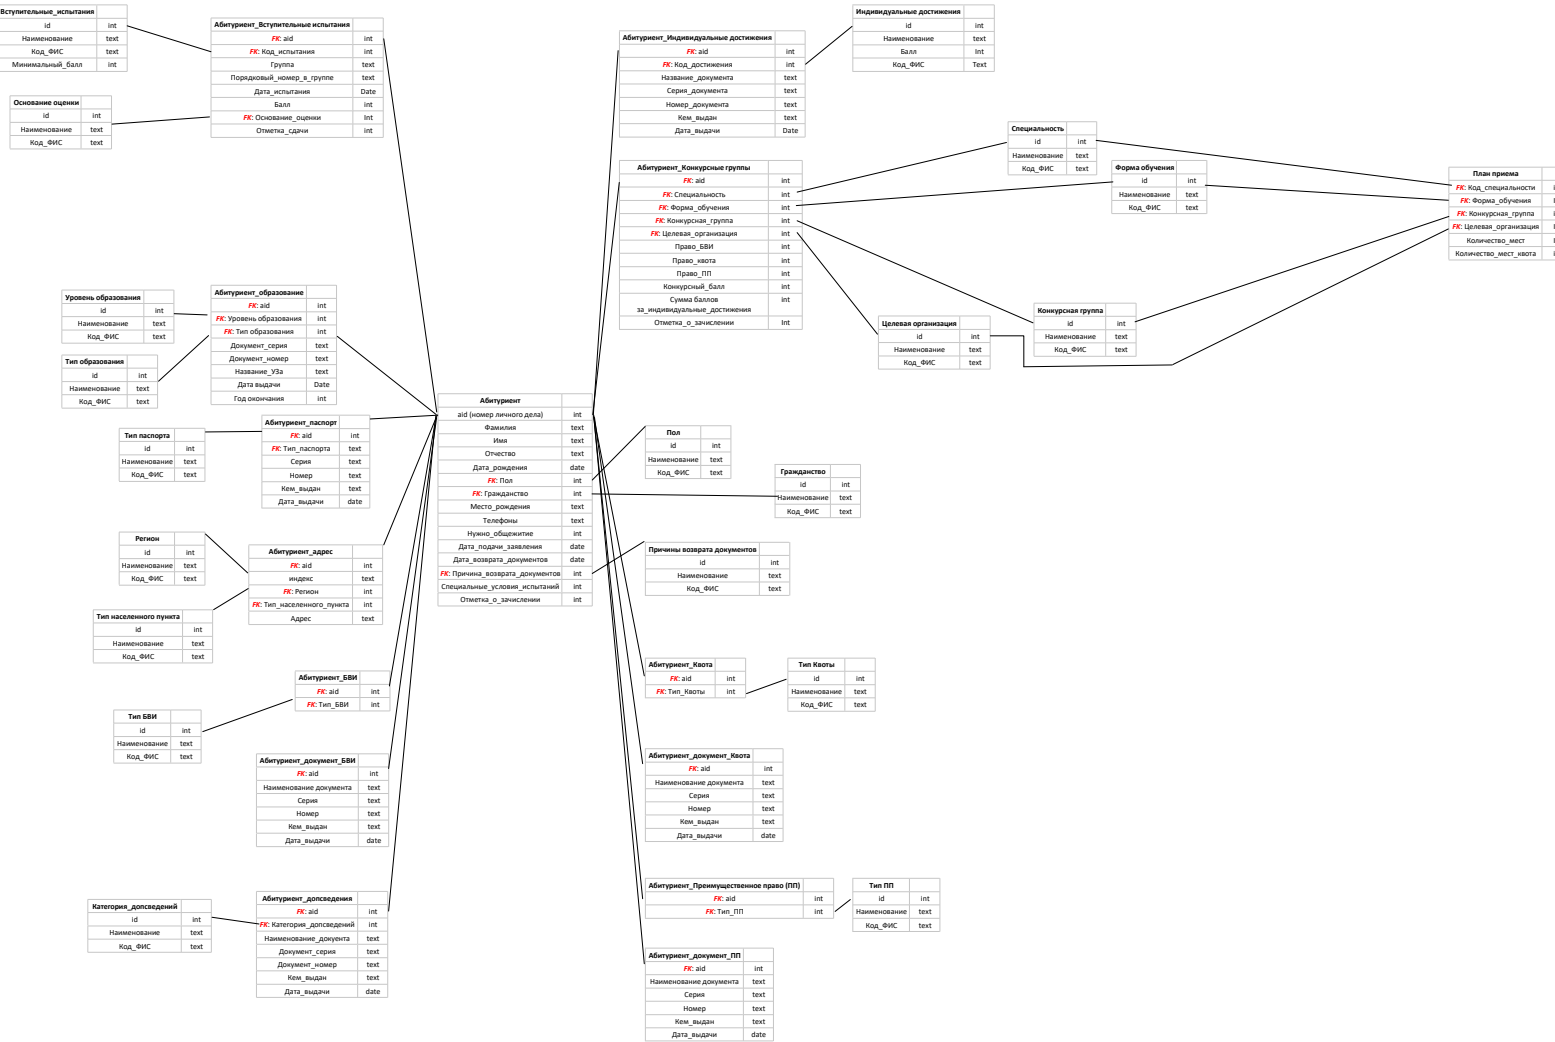 Вступительные_испытания
id int
Наименование text
Код_ФИС text
Минимальный_балл int
Основание оценки
id int
Наименование text
Код_ФИС text
Абитуриент_Вступительные испытания
FK: aid int
FK: Код_испытания int
Группа text
Порядковый_номер_в_группе text
Дата_испытания Date
Балл int
FK: Основание_оценки Int
Отметка_сдачи int
Абитуриент_Индивидуальные достижения
FK: aid int
FK: Код_достижения int
Название_документа text
Серия_документа text
Номер_документа text
Кем_выдан text
Дата_выдачи Date
Индивидуальные достижения
id int
Наименование text
Балл Int
Код_ФИС Text
Абитуриент_Конкурсные группы
FK: aid int
FK: Специальность int
FK: Форма_обучения int
FK: Конкурсная_группа int
FK: Целевая_организация int
Право_БВИ int
Право_квота int
Право_ПП int
Конкурсный_балл int
Сумма баллов int
за_индивидуальные_достижения
Отметка_о_зачислении Int
Специальность
id int
Наименование text
Код_ФИС text
Форма обучения
id int
Наименование text
Код_ФИС text
План приема
FK: Код_специальности
FK: Форма_обучения
FK: Конкурсная_группа
FK: Целевая_организация
Количество_мест
Количество_мест_квота
Целевая организация
id int
Наименование text
Код_ФИС text
Конкурсная группа
id int
Наименование text
Код_ФИС text
Уровень образования
id int
Наименование text
Код_ФИС text
Тип образования
id int
Наименование text
Код_ФИС text
Абитуриент_образование
FK: aid int
FK: Уровень образования int
FK: Тип образования int
Документ_серия text
Документ_номер text
Название_УЗа text
Дата выдачи Date
Год окончания int
Тип паспорта
id int
Наименование text
Код_ФИС text
Абитуриент_паспорт
FK: aid int
FK: Тип_паспорта text
Серия text
Номер text
Кем_выдан text
Дата_выдачи date
Абитуриент
aid (номер личного дела) int
Фамилия text
Имя text
Отчество text
Дата_рождения date
FK: Пол int
FK: Гражданство int
Место_рождения text
Телефоны text
Нужно_общежитие int
Дата_подачи_заявления date
Дата_возврата_документов date
FK: Причина_возврата_документов int
Специальные_условия_испытаний int
Отметка_о_зачислении int
Пол
id int
Наименование text
Код_ФИС text
Гражданство
id int
Наименование text
Код_ФИС text
Причины возврата документов
id int
Наименование text
Код_ФИС text
Регион
id int
Наименование text
Код_ФИС text
Тип населенного пункта
id int
Наименование text
Код_ФИС text
Абитуриент_адрес
FK: aid int
индекс text
FK: Регион int
FK: Тип_населенного_пункта int
Адрес text
Абитуриент_БВИ
FK: aid int
FK: Тип_БВИ int
Тип БВИ
id int
Наименование text
Код_ФИС text
Абитуриент_Квота
FK: aid int
FK: Тип_Квоты int
Тип Квоты
id int
Наименование text
Код_ФИС text
Абитуриент_документ_БВИ
FK: aid int
Наименование документа text
Серия text
Номер text
Кем_выдан text
Дата_выдачи date
Абитуриент_документ_Квота
FK: aid int
Наименование документа text
Серия text
Номер text
Кем_выдан text
Дата_выдачи date
Категория_допсведений
id int
Наименование text
Код_ФИС text
Абитуриент_допсведения
FK: aid int
FK: Категория_допсведений int
Наименование_докуента text
Документ_серия text
Документ_номер text
Кем_выдан text
Дата_выдачи date
Абитуриент_Преимущественное право (ПП)
FK: aid int
FK: Тип_ПП int
Тип ПП
id int
Наименование text
Код_ФИС text
Абитуриент_документ_ПП
FK: aid int
Наименование документа text
Серия text
Номер text
Кем_выдан text
Дата_выдачи date